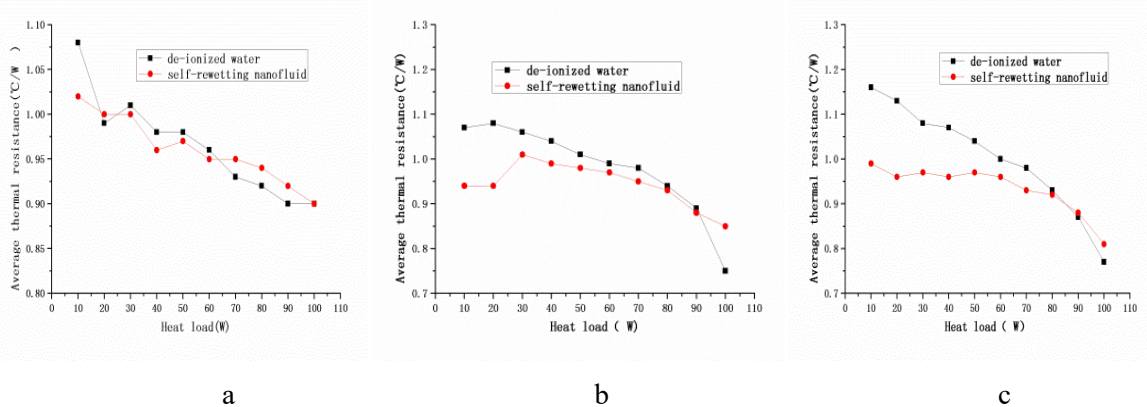 1.10
1.05
1.00
0.95
0.90
0.85
0.80
0 10 20 30 40 50 60 70 80 90 100 110
Average thermal resistance(℃/W )
Heat load(W)
de-ionized water
self-rewetting nanofluid
a
1.3
1.2
1.1
1.0
0.9
0.8
0.7
0 10 20 30 40 50 60 70 80 90 100 110
Average thermal resistance(℃/W)
Heat load ( W)
de-ionized water
self-rewetting nanofluid
b
1.3
1.2
1.1
1.0
0.9
0.8
0.7
0 10 20 30 40 50 60 70 80 90 100 110
Average thermal resistance(℃/W)
Heat load ( W)
de-ionized water
self-rewetting nanofluid
c